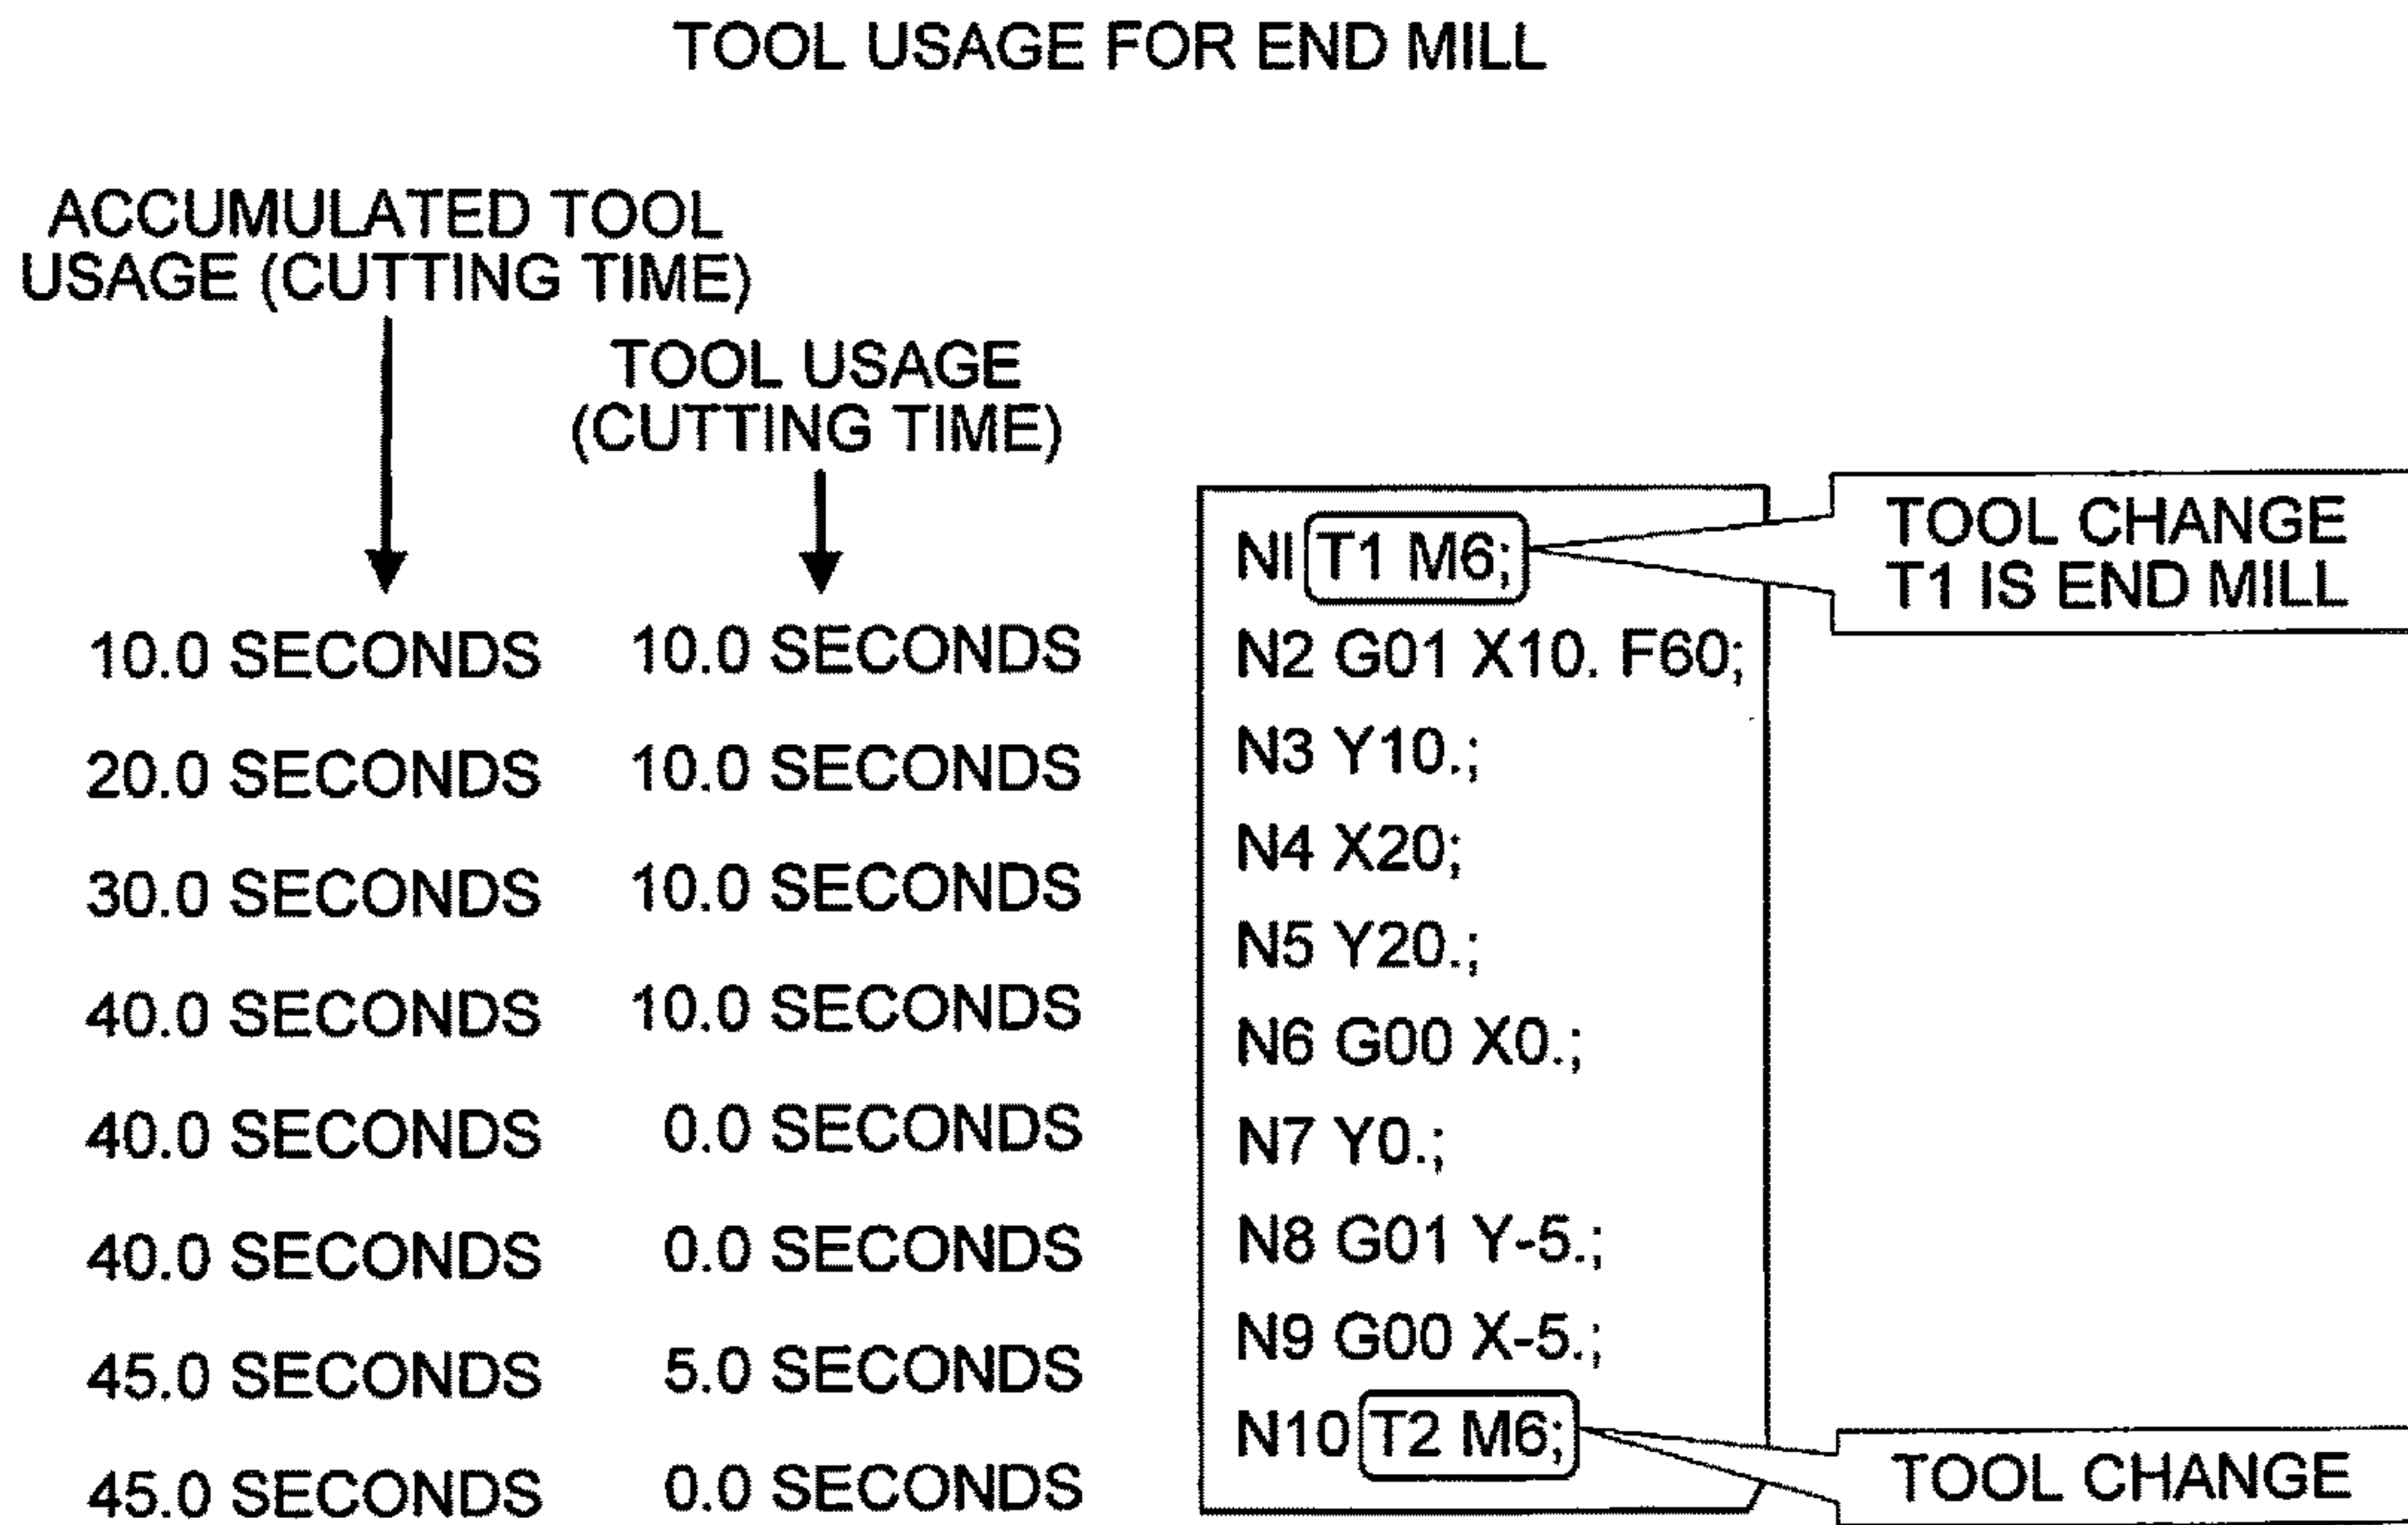 TOOL USAGE FOR END MILL
ACCUMULATED TOOL
USAGE (CUTTING TIME)
TOOL USAGE
(CUTTING TIME)
10.0 SECONDS
20.0 SECONDS
30.0 SECONDS
40.0 SECONDS
40.0 SECONDS
40.0 SECONDS
45.0 SECONDS
45.0 SECONDS
10.0 SECONDS
10.0 SECONDS
10.0 SECONDS
10.0 SECONDS
0.0 SECONDS
0.0 SECONDS
5.0 SECONDS
0.0 SECONDS
NI T1 M6;
N2 G01 X10. F60;
N3 Y10.;
N4 X20;
N5 Y20.;
N6 G00 X0.;
N7 Y0.;
N8 G01 Y-5.;
N9 G00 X-5.;
N10 T2 M6;
TOOL CHANGE
T1 IS END MILL
TOOL CHANGE